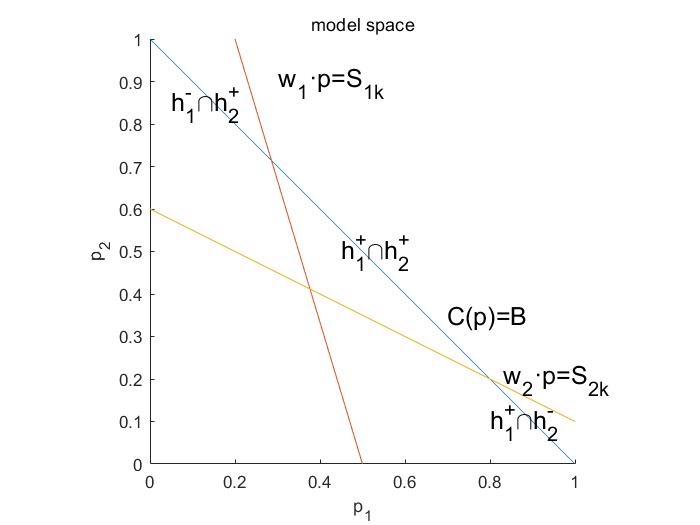 model space
1
w₁·p=S₁ₖ
0.9
h₁⁻∩h₂⁺
0.8
0.7
0.6
p₂
0.5
h₁⁺∩h₂⁺
0.4
C(p)=B
0.3
0.2
w₂·p=S₂ₖ
0.1
h₁⁺∩h₂⁻
0
0 0.2 0.4 0.6 0.8 1
p₁